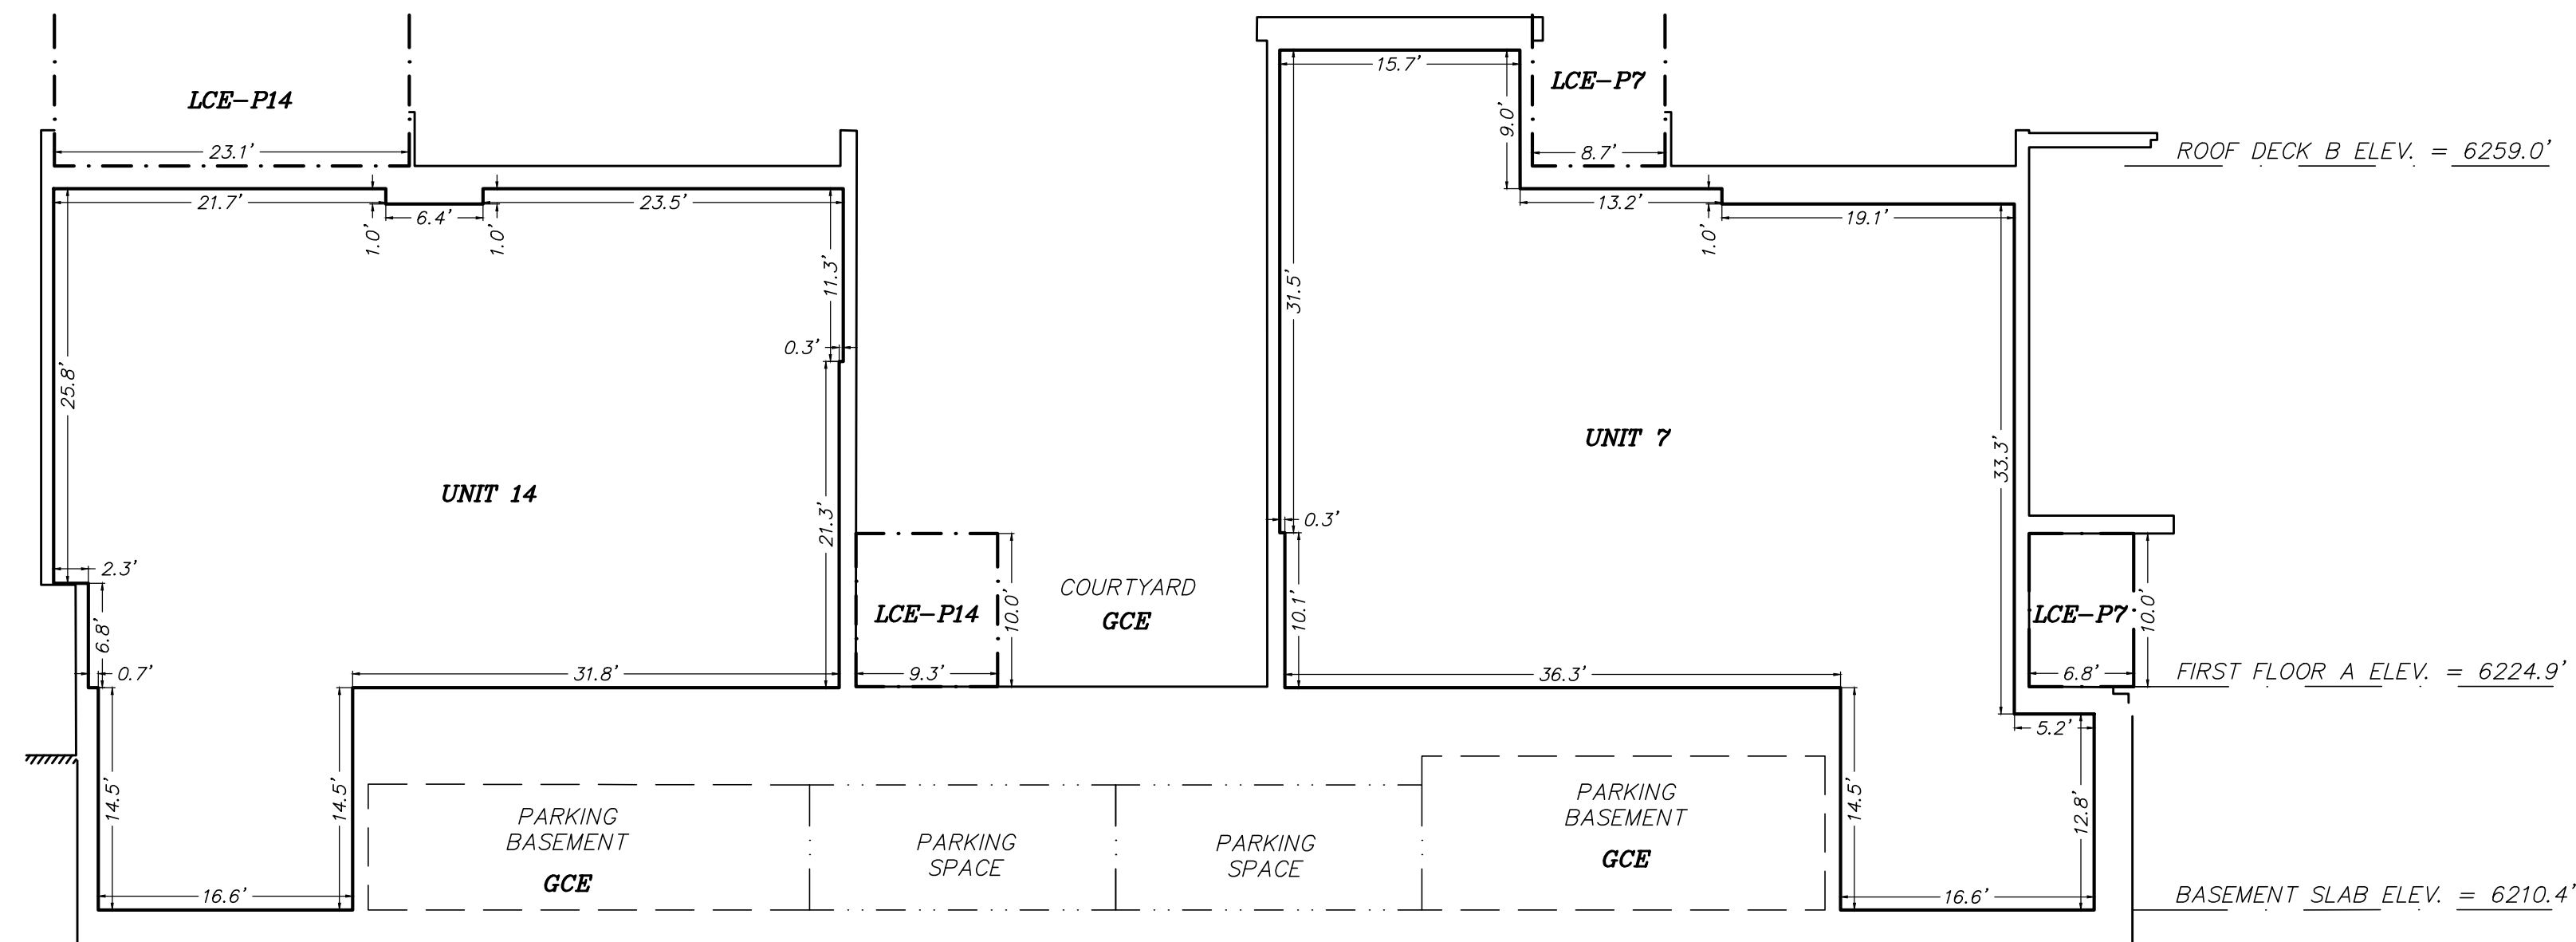 LCE-P14
23.1'
21.7'
6.4'
23.5'
1.0'
1.0'
11.3'
0.3'
25.8'
UNIT 14
21.3'
2.3'
6.8'
0.7'
31.8'
14.5'
14.5'
16.6'
LCE-P14
10.0'
9.3'
COURTYARD
GCE
15.7'
LCE-P7
9.0'
8.7'
13.2'
1.0'
19.1'
31.5'
UNIT 7
33.3'
0.3'
10.1'
36.3'
LCE-P7
10.0'
6.8'
5.2'
14.5'
12.8'
16.6'
PARKING
BASEMENT
GCE
PARKING
SPACE
PARKING
SPACE
PARKING
BASEMENT
GCE
ROOF DECK B ELEV. = 6259.0'
FIRST FLOOR A ELEV. = 6224.9'
BASEMENT SLAB ELEV. = 6210.4'